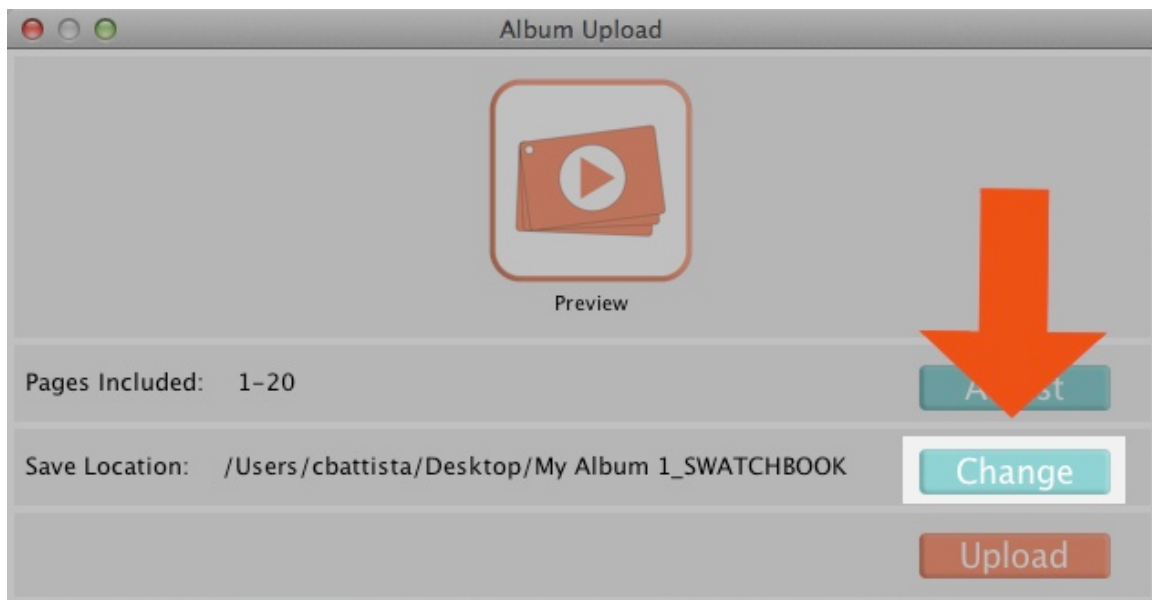 Album Upload
Preview
Pages Included: 1-20
Save Location: /Users/cbattista/Desktop/My Album 1_SWATCHBOOK
Change
Upload